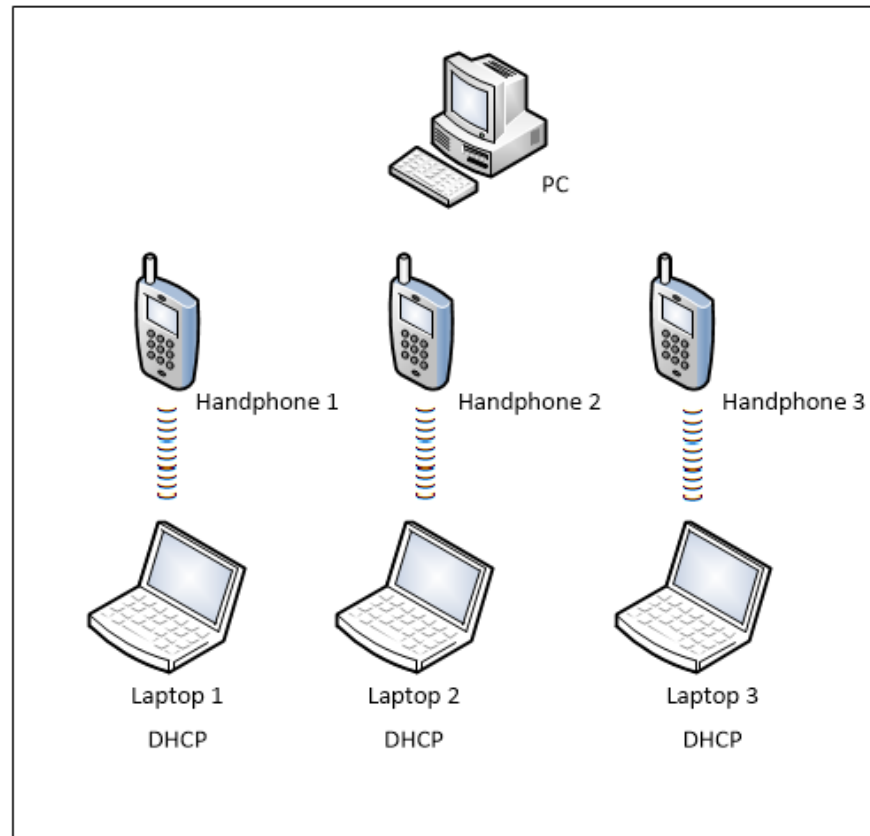 PC
Handphone 1
Handphone 2
Handphone 3
Laptop 1
Laptop 2
Laptop 3
DHCP
DHCP
DHCP